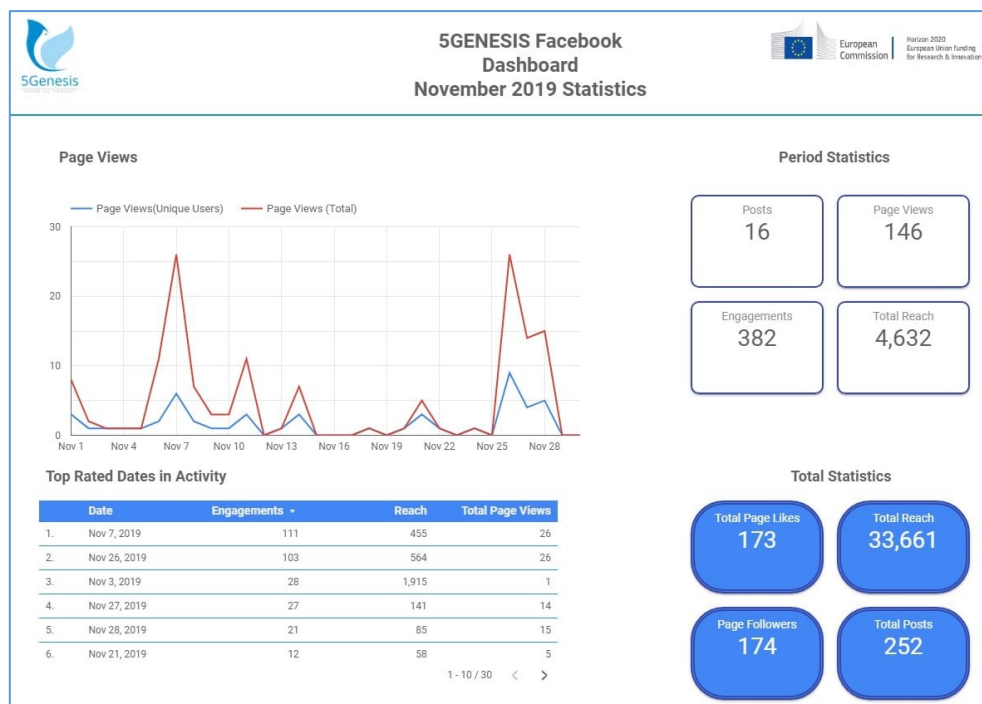 5GENESIS Facebook
Dashboard
November 2019 Statistics
5Genesis
European
Commission
Horizon 2020
European Union funding
for Research & Innovation
Page Views
Page Views(Unique Users) Page Views (Total)
30
20
10
0
Nov 1 Nov 4 Nov 7 Nov 10 Nov 13 Nov 16 Nov 19 Nov 22 Nov 25 Nov 28
Period Statistics
Posts
16
Page Views
146
Engagements
382
Total Reach
4,632
Top Rated Dates in Activity
Date Engagements Reach Total Page Views
1. Nov 7, 2019 111 455 26
2. Nov 26, 2019 103 564 26
3. Nov 3, 2019 28 1,915 1
4. Nov 27, 2019 27 141 14
5. Nov 28, 2019 21 85 15
6. Nov 21, 2019 12 58 5
1 - 10 / 30
Total Statistics
Total Page Likes
173
Total Reach
33,661
Page Followers
174
Total Posts
252